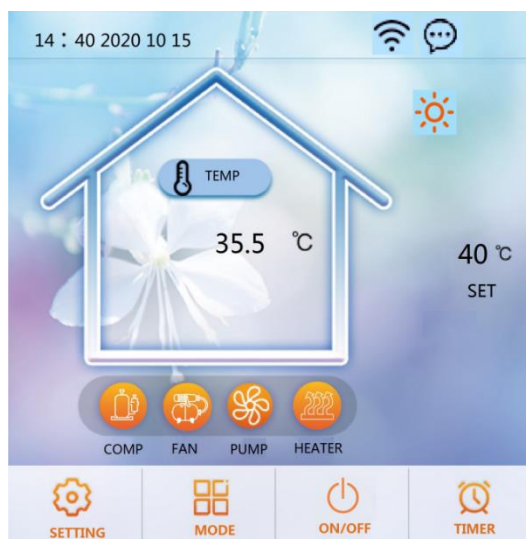 14：40 2020 10 15
TEMP
35.5 ℃
40 ℃
SET
COMP FAN PUMP HEATER
SETTING MODE ON/OFF TIMER